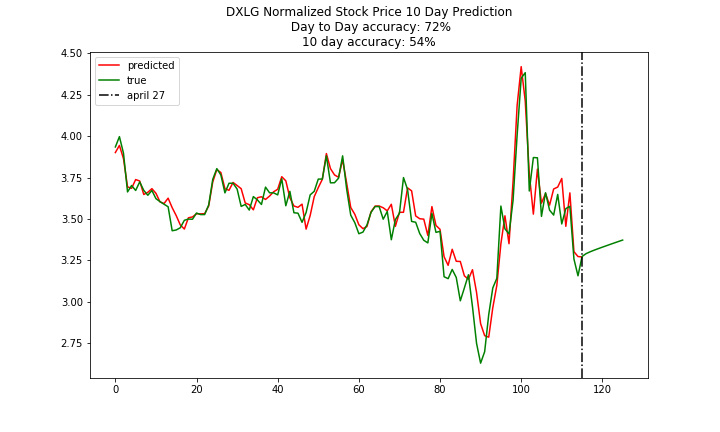 DXLG Normalized Stock Price 10 Day Prediction
Day to Day accuracy: 72%
10 day accuracy: 54%
predicted
true
april 27
4.50
4.25
4.00
3.75
3.50
3.25
3.00
2.75
0 20 40 60 80 100 120